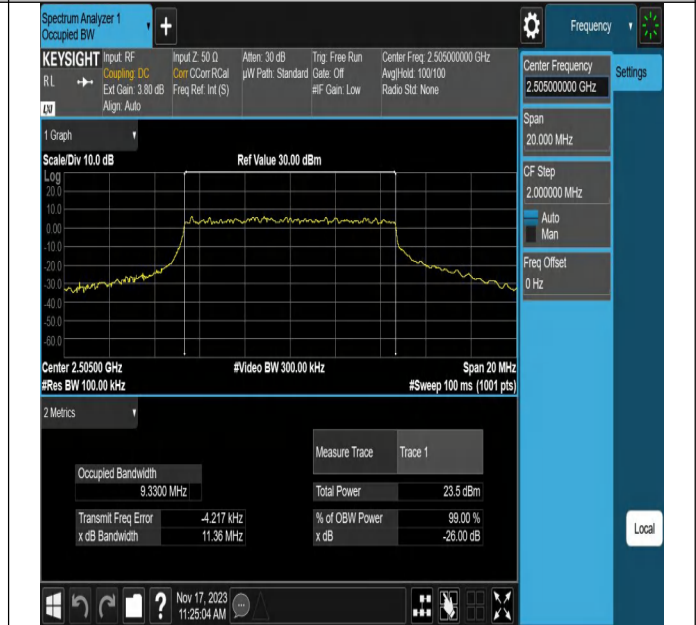 Spectrum Analyzer 1
Occupied BW
+
Frequency
KEYSIGHT
RL
LXI
Input: RF
Coupling: DC
Ext Gain: 3.80 dB
Align: Auto
Input Z: 50 Ω
Corr CCorr RCal
Freq Ref: Int (S)
Atten: 30 dB
µW Path: Standard
Trig: Free Run
Gate: Off
#IF Gain: Low
Center Freq: 2.505000000 GHz
Avg|Hold: 100/100
Radio Std: None
Center Frequency
2.505000000 GHz
Settings
Span
20.000 MHz
CF Step
2.000000 MHz
Auto
Man
Freq Offset
0 Hz
Local
1 Graph
Scale/Div 10.0 dB
Ref Value 30.00 dBm
Log
20.0
10.0
0.00
-10.0
-20.0
-30.0
-40.0
-50.0
-60.0
Center 2.50500 GHz
#Video BW 300.00 kHz
Span 20 MHz
#Res BW 100.00 kHz
#Sweep 100 ms (1001 pts)
2 Metrics
Measure Trace
Trace 1
Occupied Bandwidth
9.3300 MHz
Total Power
23.5 dBm
Transmit Freq Error
-4.217 kHz
% of OBW Power
99.00 %
x dB Bandwidth
11.36 MHz
x dB
-26.00 dB
?
Nov 17, 2023
11:25:04 AM